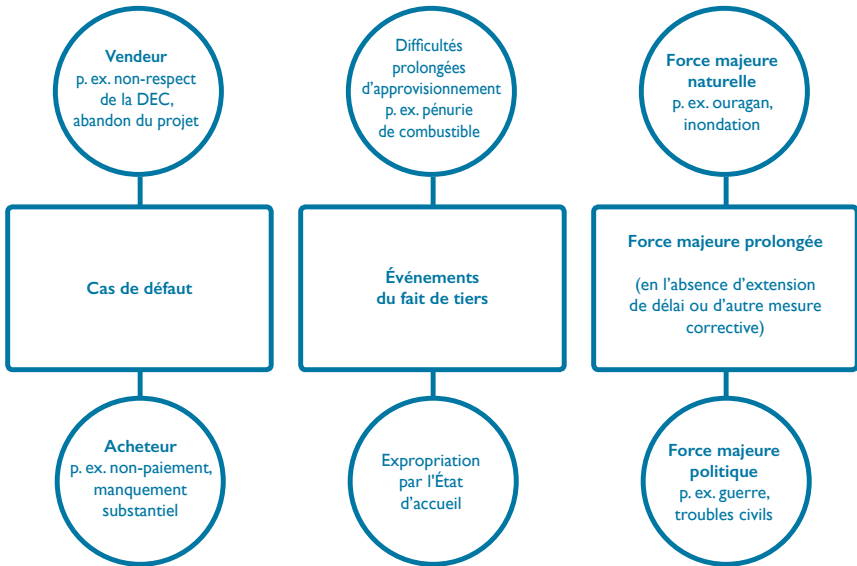 Vendeur
p. ex. non-respect
de la DEC,
abandon du projet
Difficultés
prolongées
d'approvisionnement
p. ex. pénurie
de combustible
Force majeure
naturelle
p. ex. ouragan,
inondation
Cas de défaut
Événements
du fait de tiers
Force majeure prolongée
(en l'absence d'extension
de délai ou d'autre mesure
corrective)
Acheteur
p. ex. non-paiement,
manquement
substantiel
Expropriation
par l'État
d'accueil
Force majeure
politique
p. ex. guerre,
troubles civils